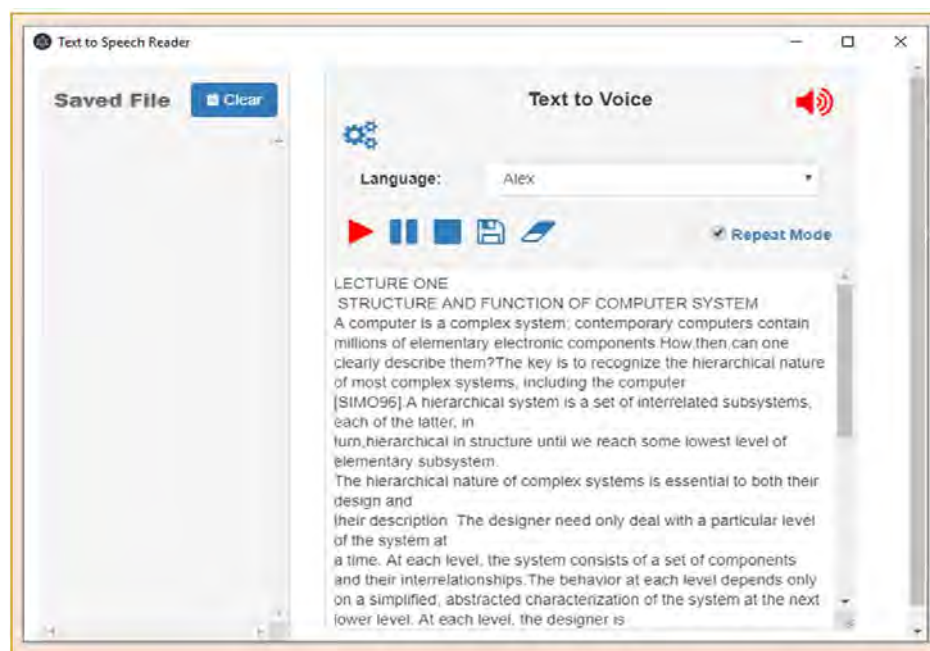 Text to Speech Reader
Saved File
Clear
Text to Voice
Language:
Alex
Repeat Mode
LECTURE ONE
STRUCTURE AND FUNCTION OF COMPUTER SYSTEM
A computer is a complex system; contemporary computers contain
millions of elementary electronic components.How,then,can one
clearly describe them?The key is to recognize the hierarchical nature
of most complex systems, including the computer
[SIMO96].A hierarchical system is a set of interrelated subsystems,
each of the latter, in
turn,hierarchical in structure until we reach some lowest level of
elementary subsystem.
The hierarchical nature of complex systems is essential to both their
design and
their description. The designer need only deal with a particular level
of the system at
a time. At each level, the system consists of a set of components
and their interrelationships.The behavior at each level depends only
on a simplified, abstracted characterization of the system at the next
lower level. At each level, the designer is